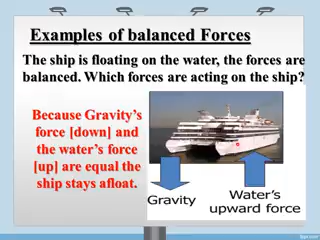 Examples of balanced Forces
The ship is floating on the water, the forces are
balanced. Which forces are acting on the ship?
Because Gravity's
force [down] and
the water's force
[up] are equal the
ship stays afloat.
Gravity
Water's
upward force